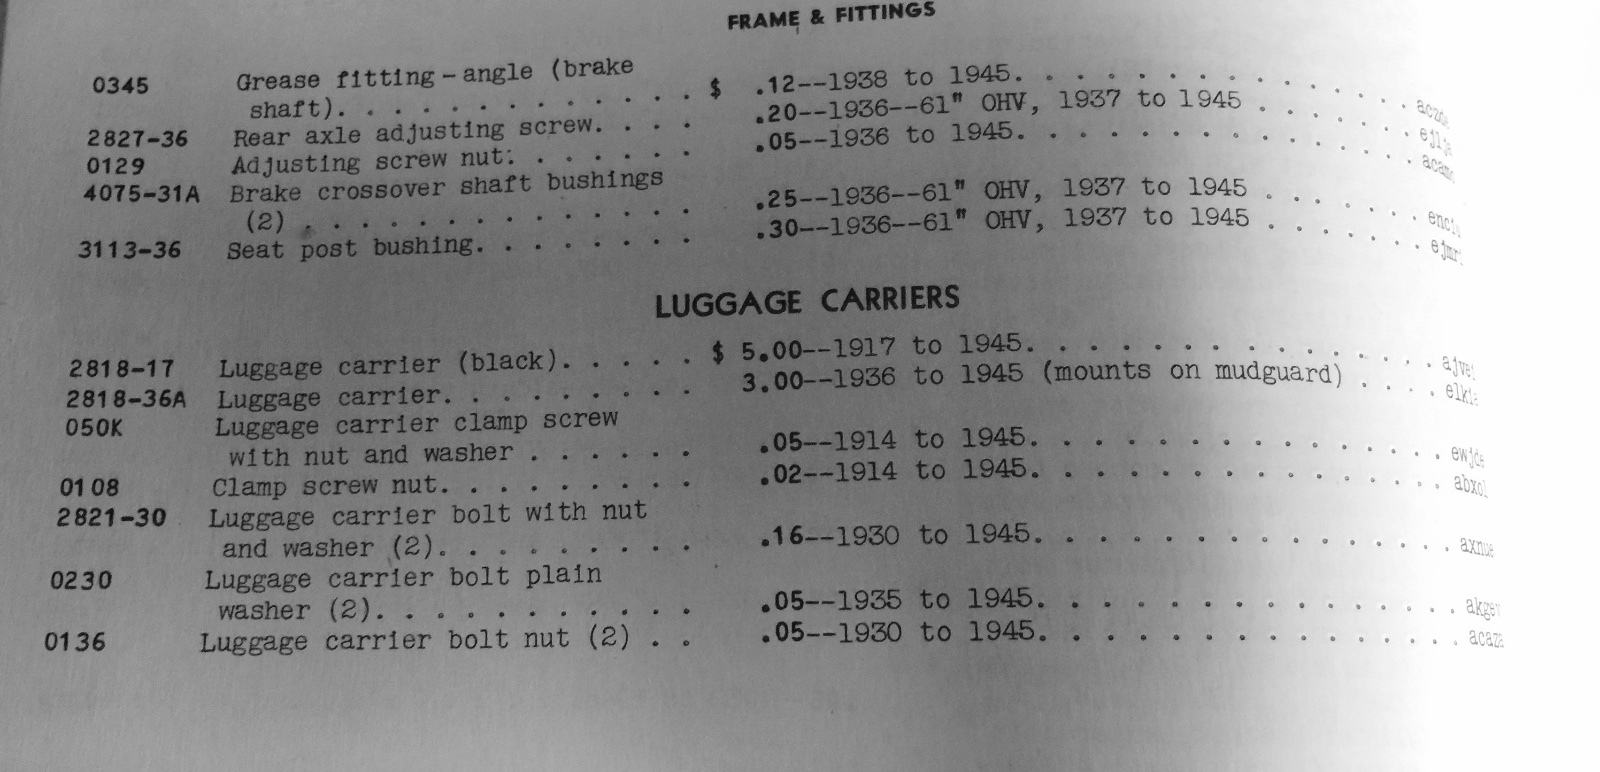 FRAME & FITTINGS
0345 Grease fitting-angle (brake
shaft). . . . . . . . . . . . . $ .12--1938 to 1945. . . . . . . . . . . . . .
2827-36 Rear axle adjusting screw. . . . .20--1936--61" OHV, 1937 to 1945 . . . . . .
0129 Adjusting screw nut. . . . . . . .05--1936 to 1945. . . . . . . . . . . . . .
4075-31A Brake crossover shaft bushings
(2) . . . . . . . . . . . . . . .25--1936--61" OHV, 1937 to 1945 . . . . . .
3113-36 Seat post bushing. . . . . . . . .30--1936--61" OHV, 1937 to 1945 . . . . . .
LUGGAGE CARRIERS
2818-17 Luggage carrier (black). . . . . . $ 5.00--1917 to 1945. . . . . . . . . . . . . .
2818-36A Luggage carrier. . . . . . . . . 3.00--1936 to 1945 (mounts on mudguard) . . . .
050K Luggage carrier clamp screw
with nut and washer . . . . . . .05--1914 to 1945. . . . . . . . . . . . . .
0108 Clamp screw nut. . . . . . . . . .02--1914 to 1945. . . . . . . . . . . . . .
2821-30 Luggage carrier bolt with nut
and washer (2). . . . . . . . . .16--1930 to 1945. . . . . . . . . . . . . .
0230 Luggage carrier bolt plain
washer (2). . . . . . . . . . . . .05--1935 to 1945. . . . . . . . . . . . . .
0136 Luggage carrier bolt nut (2) . . .05--1930 to 1945. . . . . . . . . . . . . .